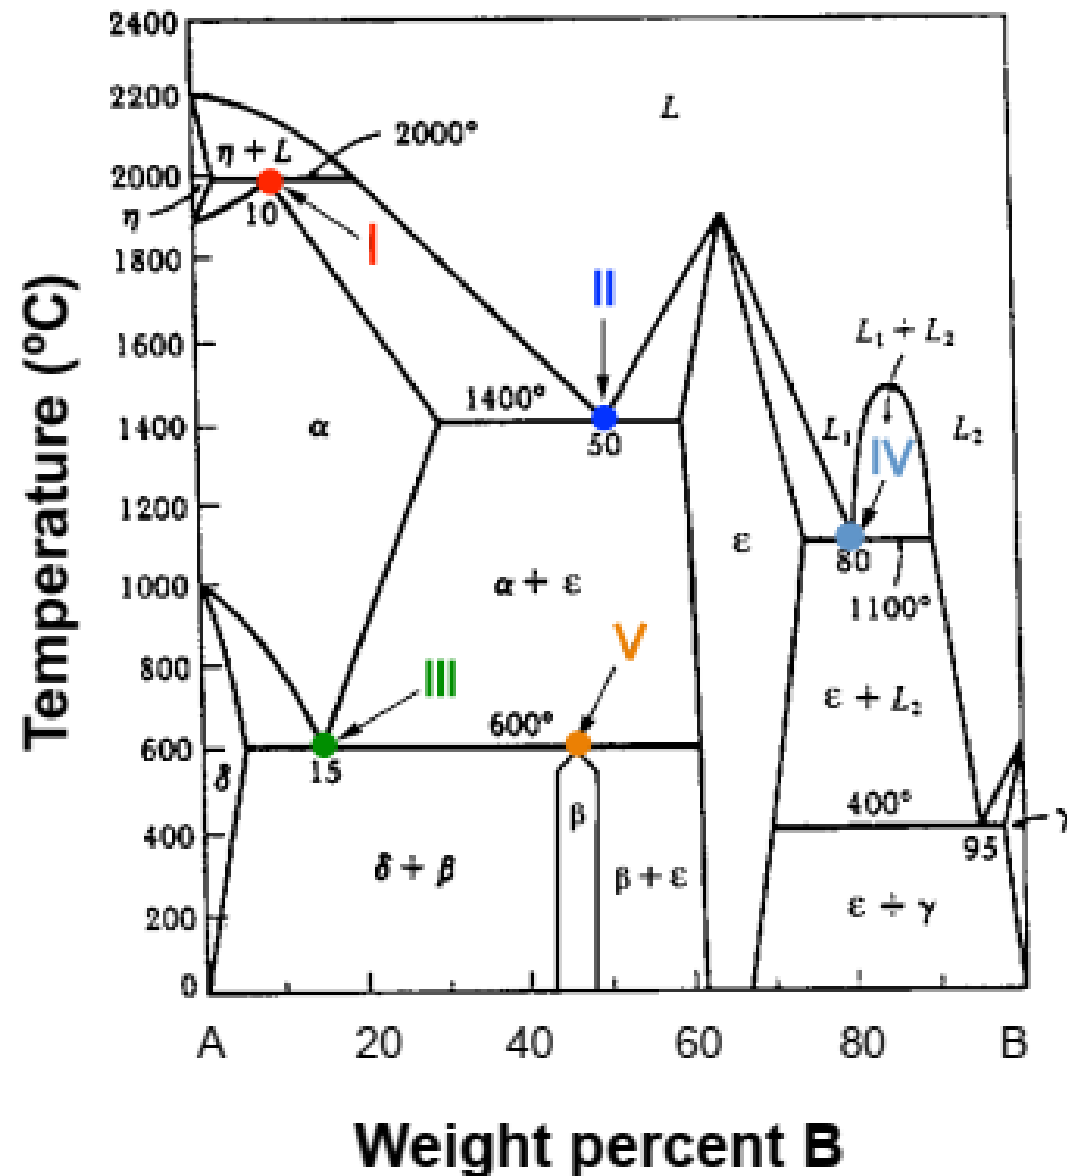 2400
2200
2000
1800
1600
1400
1200
1000
800
600
400
200
0
Temperature (ºC)
L
η + L
2000°
η
10
I
II
1400°
50
α
L₁ + L₂
L₁
L₂
IV
80
1100°
ε
α + ε
III
V
600°
15
ε + L₂
δ
β
400°
γ
95
δ + β
β + ε
ε + γ
A
20
40
60
80
B
Weight percent B